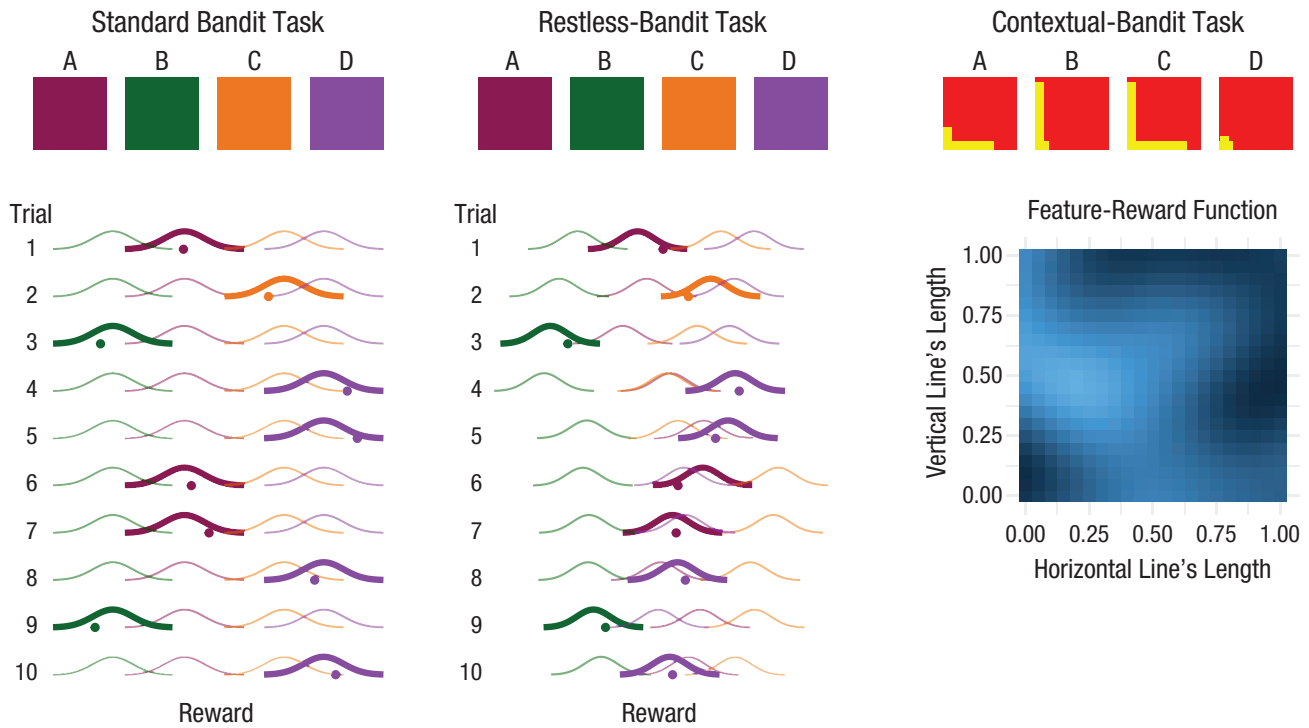 Standard Bandit Task
A B C D
Trial
1
2
3
4
5
6
7
8
9
10
Reward
Restless-Bandit Task
A B C D
Trial
1
2
3
4
5
6
7
8
9
10
Reward
Contextual-Bandit Task
A B C D
Feature-Reward Function
Vertical Line's Length
1.00
0.75
0.50
0.25
0.00
0.00 0.25 0.50 0.75 1.00
Horizontal Line's Length